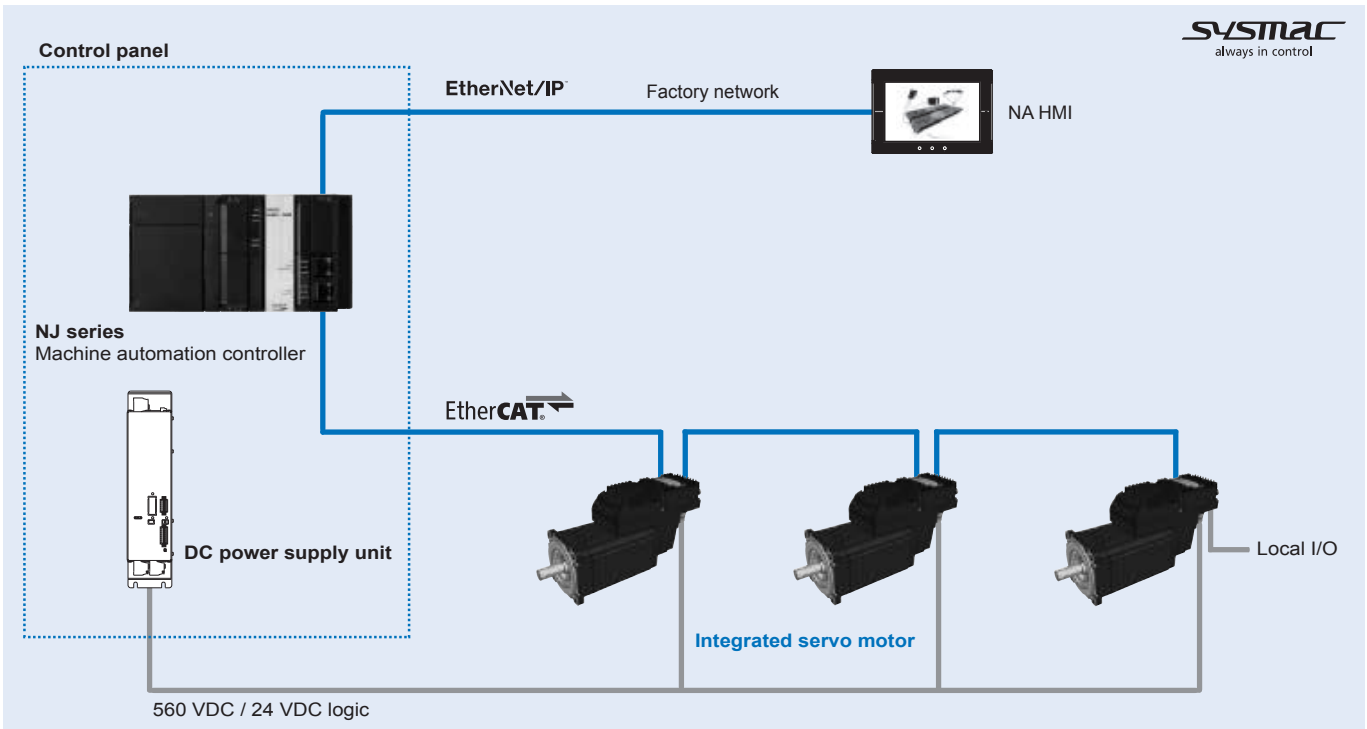 sysmac
always in control
Control panel
EtherNet/IP™
Factory network
NA HMI
NJ series
Machine automation controller
EtherCAT®
DC power supply unit
Local I/O
Integrated servo motor
560 VDC / 24 VDC logic